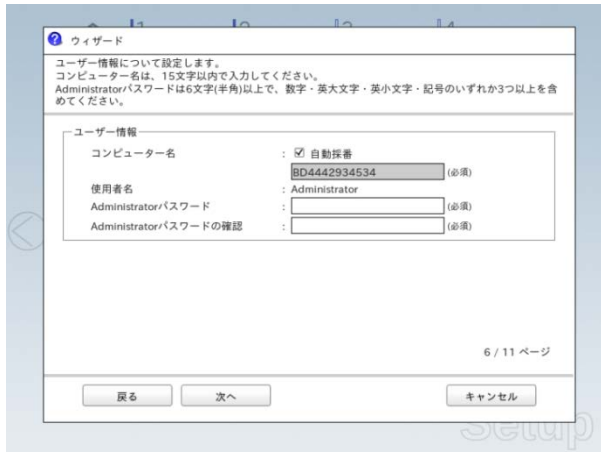 1 2 3 4
ウィザード
ユーザー情報について設定します。
コンピューター名は、15文字以内で入力してください。
Administratorパスワードは6文字(半角)以上で、数字・英大文字・英小文字・記号のいずれか3つ以上を含
めてください。
ユーザー情報
コンピューター名 : 自動採番
BD4442934534 (必須)
使用者名 : Administrator
Administratorパスワード : (必須)
Administratorパスワードの確認 : (必須)
6 / 11 ページ
戻る 次へ キャンセル
Setup